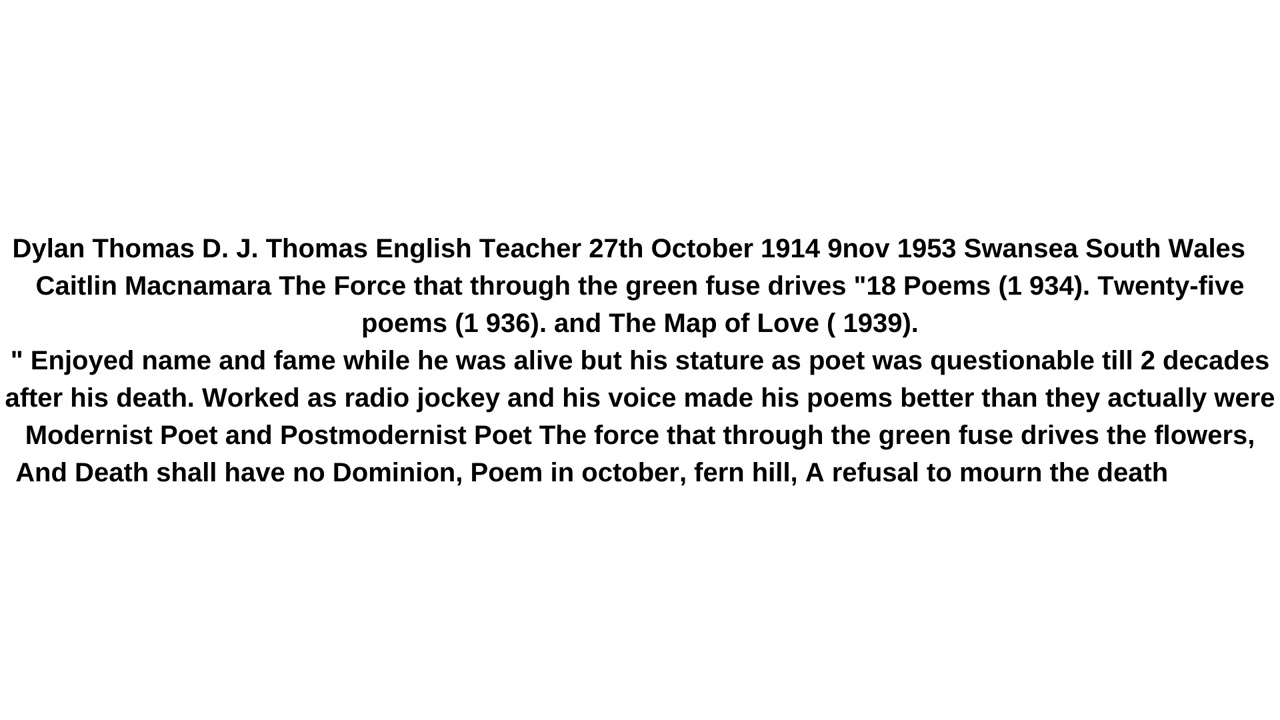 Dylan Thomas D. J. Thomas English Teacher 27th October 1914 9nov 1953 Swansea South Wales
Caitlin Macnamara The Force that through the green fuse drives "18 Poems (1 934). Twenty-five
poems (1 936). and The Map of Love ( 1939).
" Enjoyed name and fame while he was alive but his stature as poet was questionable till 2 decades
after his death. Worked as radio jockey and his voice made his poems better than they actually were
Modernist Poet and Postmodernist Poet The force that through the green fuse drives the flowers,
And Death shall have no Dominion, Poem in october, fern hill, A refusal to mourn the death